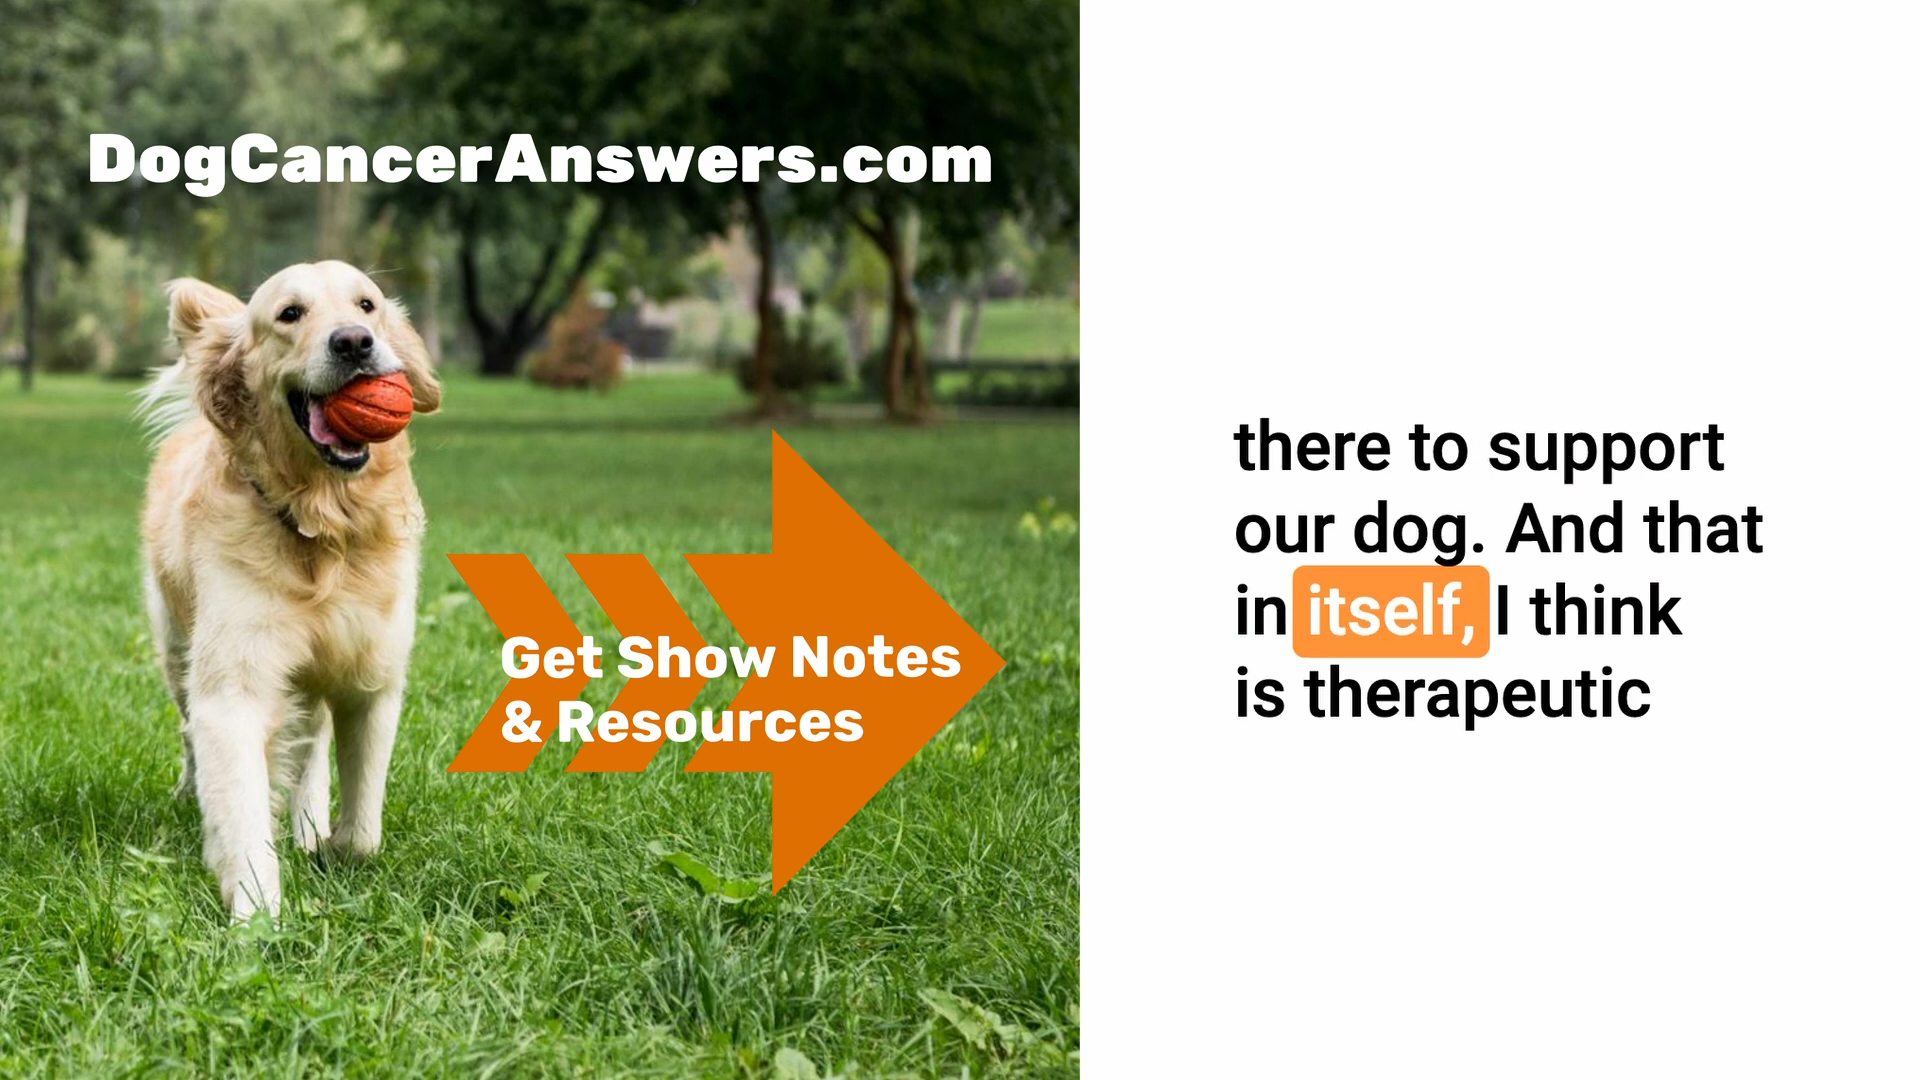 DogCancerAnswers.com
Get Show Notes
& Resources
there to support
our dog. And that
in itself, I think
is therapeutic